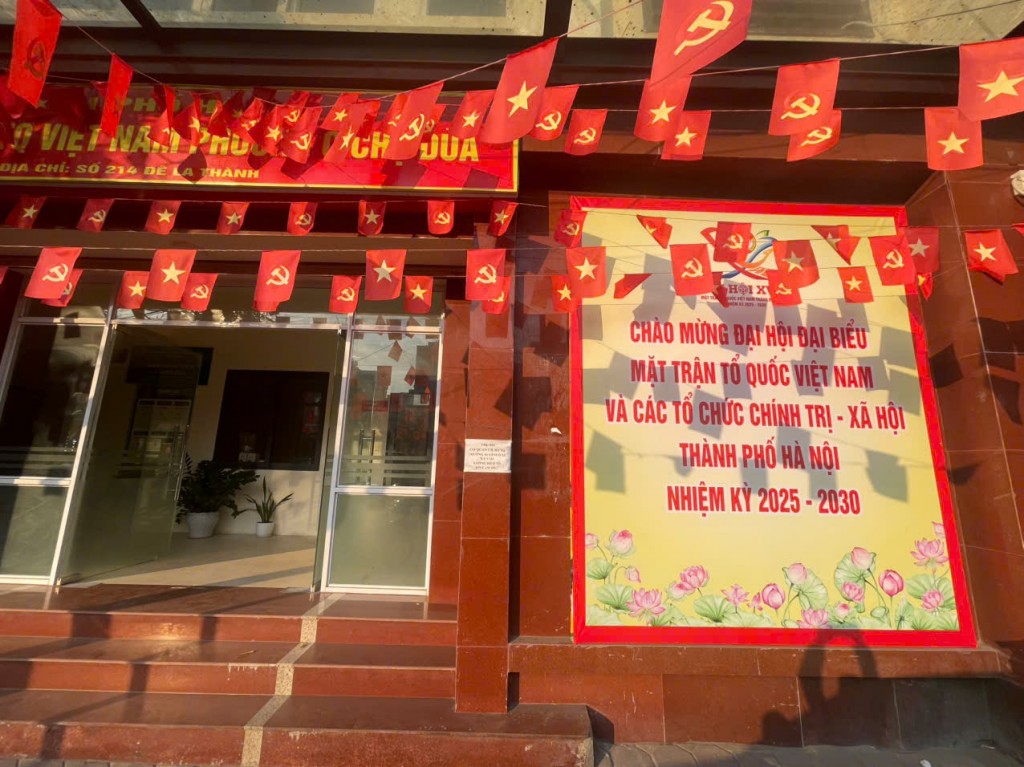 VIỆT NAM
CHỢ DỪA
ĐỊA CHỈ: SỐ 214 ĐÊ LA THÀNH
HỘI XV
CHÀO MỪNG ĐẠI HỘI ĐẠI BIỂU
MẶT TRẬN TỔ QUỐC VIỆT NAM
VÀ CÁC TỔ CHỨC CHÍNH TRỊ - XÃ HỘI
THÀNH PHỐ HÀ NỘI
NHIỆM KỲ 2025 - 2030